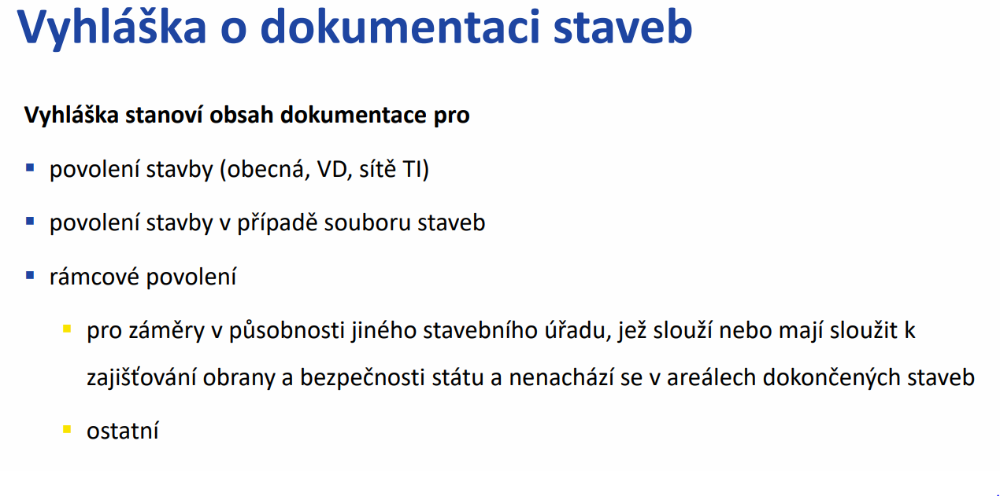 Vyhláška o dokumentaci staveb
Vyhláška stanoví obsah dokumentace pro
povolení stavby (obecná, VD, sítě TI)
povolení stavby v případě souboru staveb
rámcové povolení
pro záměry v působnosti jiného stavebního úřadu, jež slouží nebo mají sloužit k
zajišťování obrany a bezpečnosti státu a nenachází se v areálech dokončených staveb
ostatní